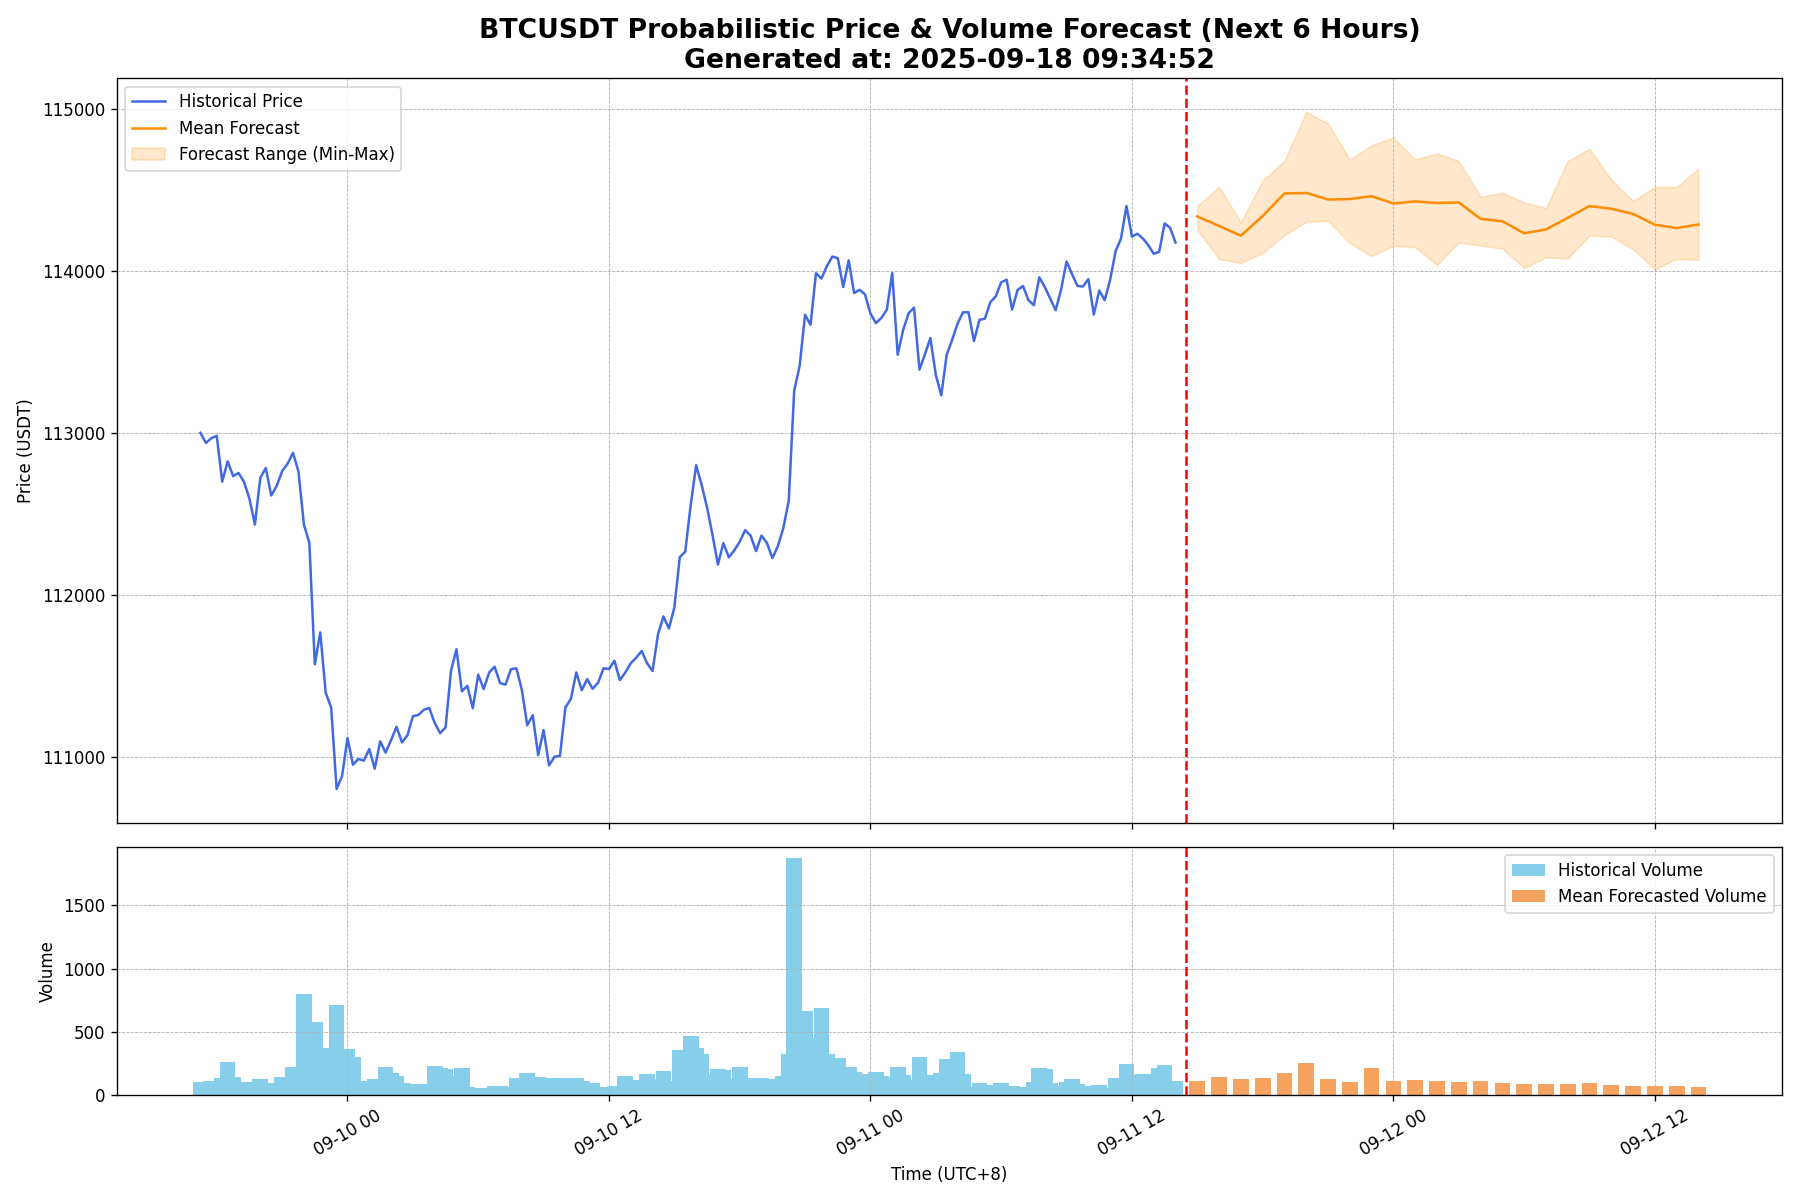 BTCUSDT Probabilistic Price & Volume Forecast (Next 6 Hours)
Generated at: 2025-09-18 09:34:52
Historical Price
Mean Forecast
Forecast Range (Min-Max)
115000
114000
113000
112000
111000
Price (USDT)
Historical Volume
Mean Forecasted Volume
1500
1000
500
0
Volume
09-10 00
09-10 12
09-11 00
09-11 12
09-12 00
09-12 12
Time (UTC+8)